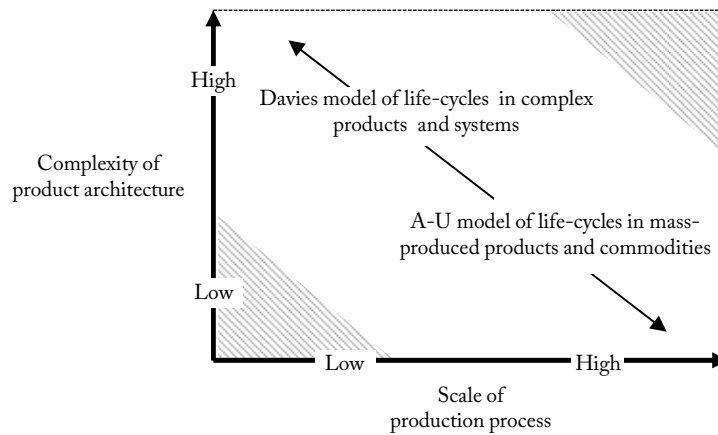 High
Davies model of life-cycles in complex
products and systems
Complexity of
product architecture
A-U model of life-cycles in mass-
produced products and commodities
Low
Low
High
Scale of
production process